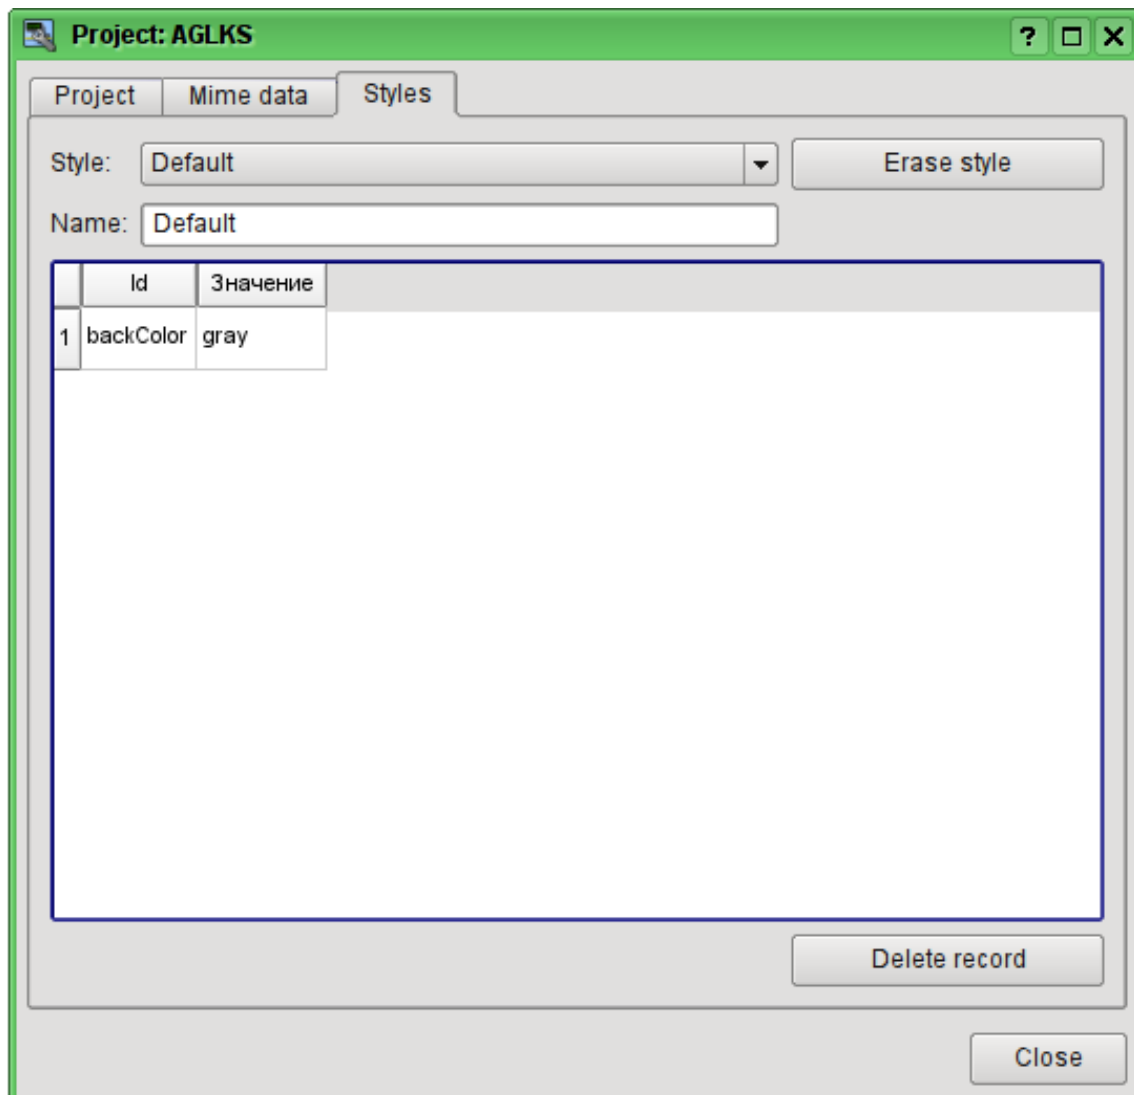 Project: AGLKS ?
Project Mime data Styles
Style: Default Erase style
Name: Default
Id Значение
1 backColor gray
Delete record
Close